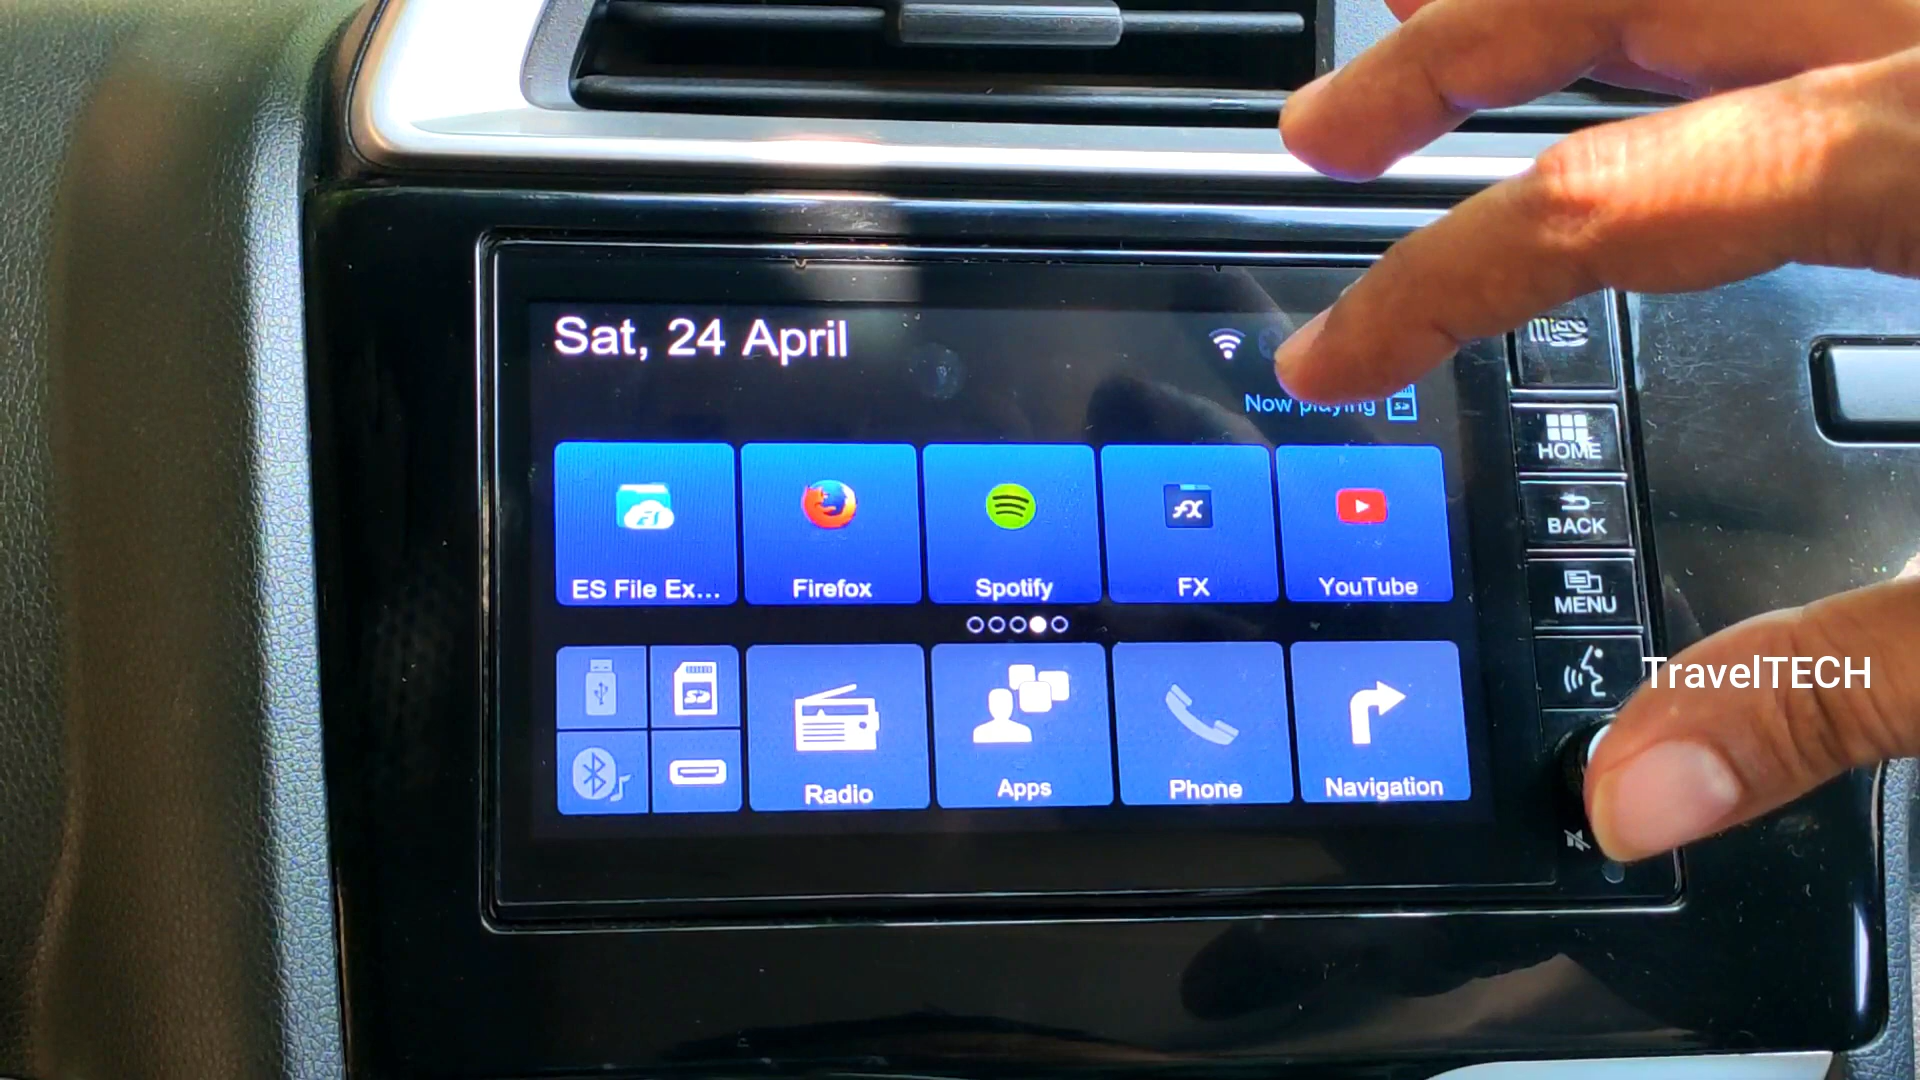 Sat, 24 April
micro
Now playing
ES File Ex...
Firefox
Spotify
FX
YouTube
HOME
BACK
MENU
TravelTECH
Radio
Apps
Phone
Navigation